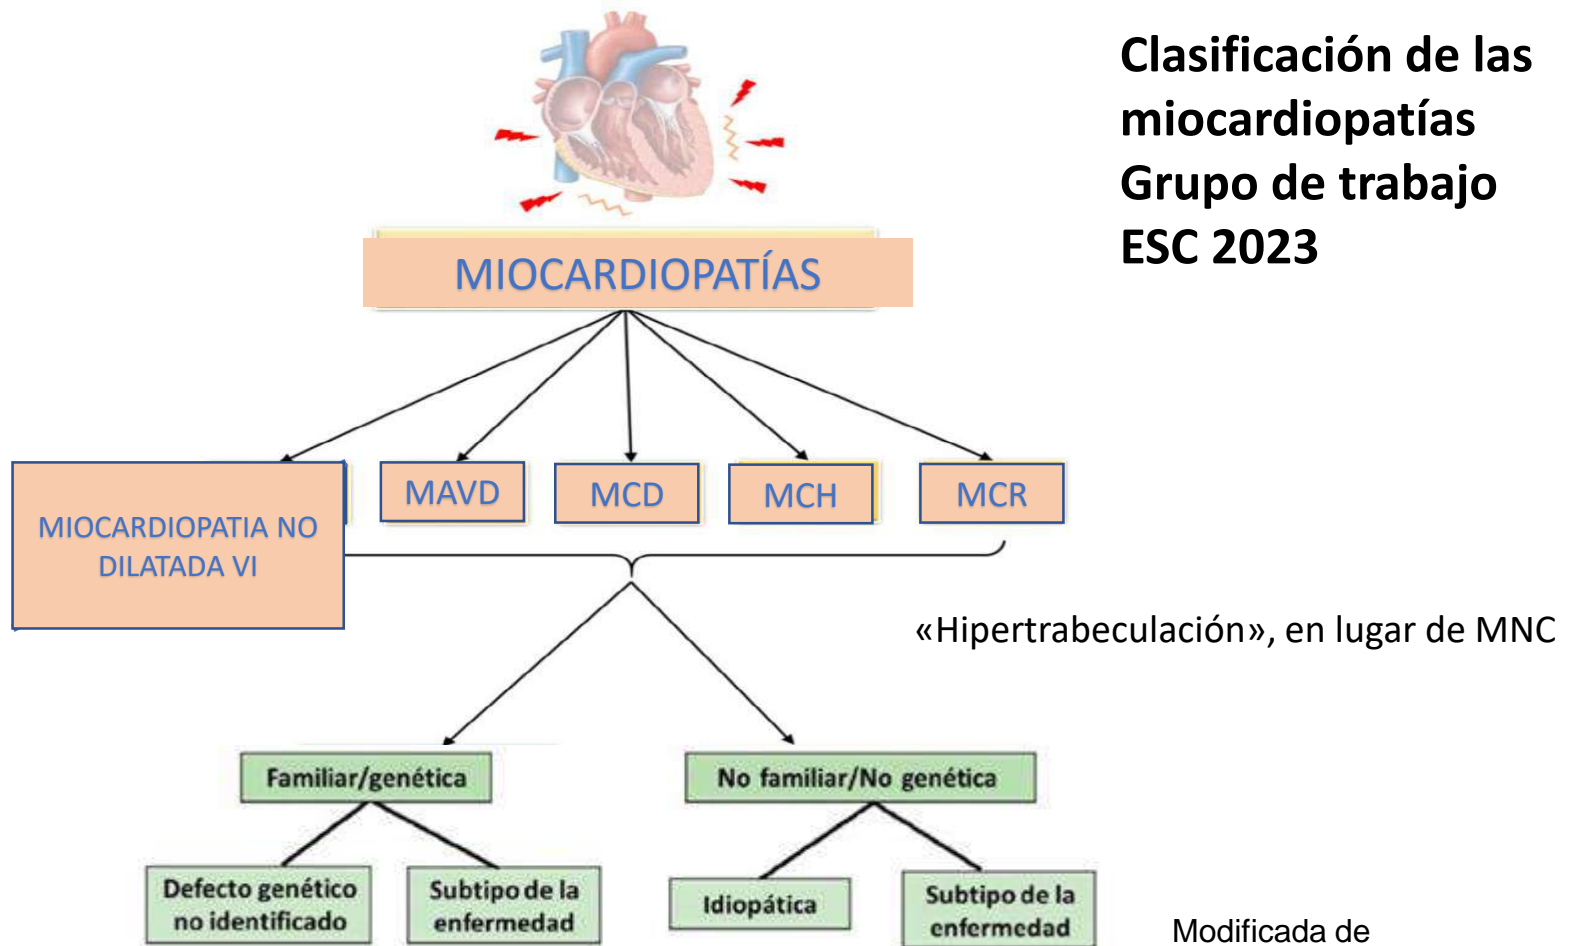 Clasificación de las
miocardiopatías
Grupo de trabajo
ESC 2023
MIOCARDIOPATÍAS
MIOCARDIOPATIA NO
DILATADA VI
MAVD
MCD
MCH
MCR
«Hipertrabeculación», en lugar de MNC
Familiar/genética
No familiar/No genética
Defecto genético
no identificado
Subtipo de la
enfermedad
Idiopática
Subtipo de la
enfermedad
Modificada de